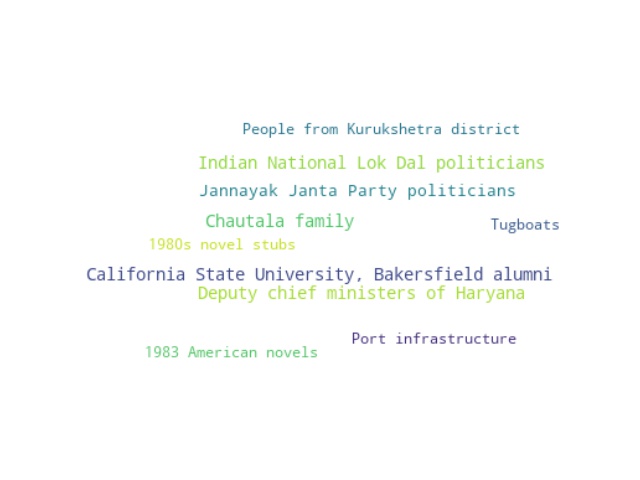 People from Kurukshetra district
Indian National Lok Dal politicians
Jannayak Janta Party politicians
Chautala family
Tugboats
1980s novel stubs
California State University, Bakersfield alumni
Deputy chief ministers of Haryana
Port infrastructure
1983 American novels